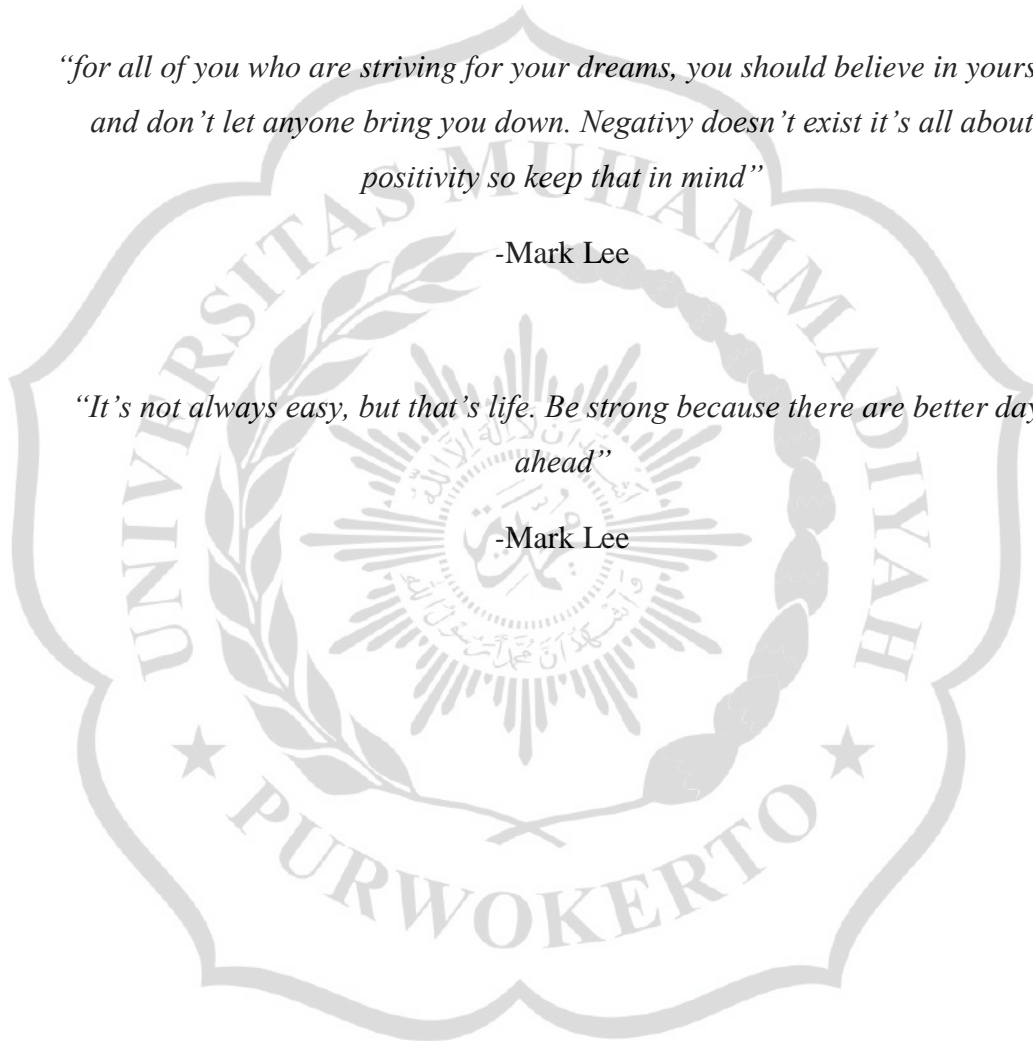 “for all of you who are striving for your dreams, you should believe in yours
and don’t let anyone bring you down. Negativy doesn’t exist it’s all about
positivity so keep that in mind”
-Mark Lee
“It’s not always easy, but that’s life. Be strong because there are better day
ahead”
-Mark Lee
UNIVERSITAS MUHAMMADIYAH
PURWOKERTO